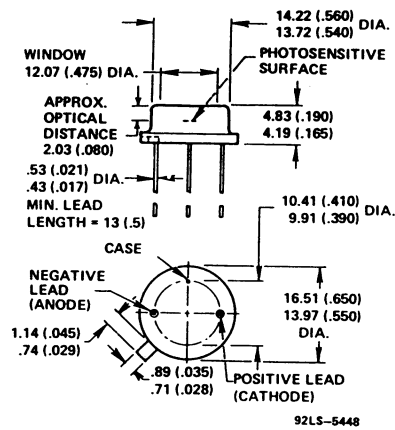 14.22 (.560)
13.72 (.540) DIA.
WINDOW
12.07 (.475) DIA.
PHOTOSENSITIVE
SURFACE
APPROX.
OPTICAL
DISTANCE
2.03 (.080)
4.83 (.190)
4.19 (.165)
.53 (.021)
.43 (.017) DIA.
MIN. LEAD
LENGTH = 13 (.5)
10.41 (.410)
9.91 (.390) DIA.
CASE
NEGATIVE
LEAD
(ANODE)
16.51 (.650)
13.97 (.550)
DIA.
1.14 (.045)
.74 (.029)
.89 (.035)
.71 (.028)
POSITIVE LEAD
(CATHODE)
92LS-5448